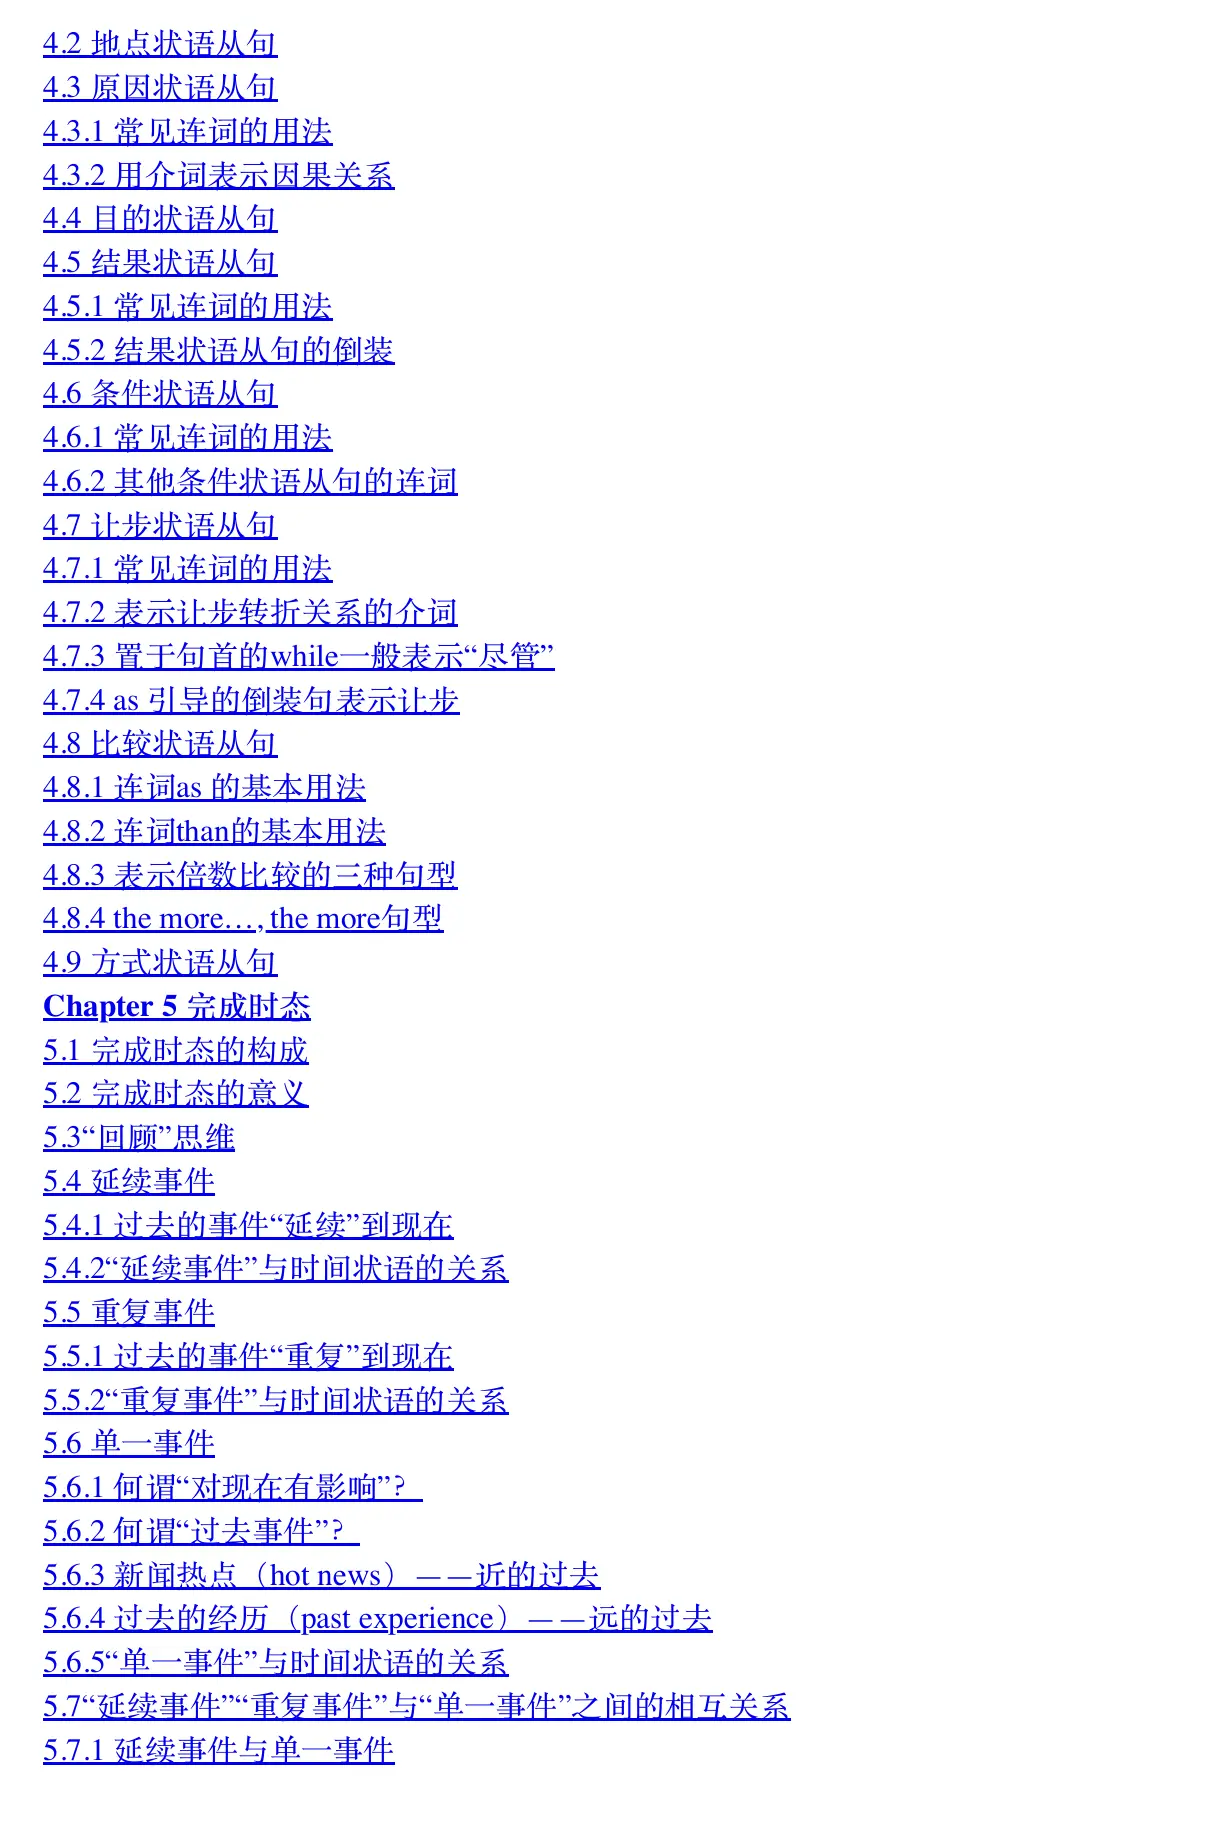 4.2 地点状语从句
4.3 原因状语从句
4.3.1 常见连词的用法
4.3.2 用介词表示因果关系
4.4 目的状语从句
4.5 结果状语从句
4.5.1 常见连词的用法
4.5.2 结果状语从句的倒装
4.6 条件状语从句
4.6.1 常见连词的用法
4.6.2 其他条件状语从句的连词
4.7 让步状语从句
4.7.1 常见连词的用法
4.7.2 表示让步转折关系的介词
4.7.3 置于句首的while一般表示“尽管”
4.7.4 as 引导的倒装句表示让步
4.8 比较状语从句
4.8.1 连词as 的基本用法
4.8.2 连词than的基本用法
4.8.3 表示倍数比较的三种句型
4.8.4 the more…, the more句型
4.9 方式状语从句
Chapter 5 完成时态
5.1 完成时态的构成
5.2 完成时态的意义
5.3“回顾”思维
5.4 延续事件
5.4.1 过去的事件“延续”到现在
5.4.2“延续事件”与时间状语的关系
5.5 重复事件
5.5.1 过去的事件“重复”到现在
5.5.2“重复事件”与时间状语的关系
5.6 单一事件
5.6.1 何谓“对现在有影响”？
5.6.2 何谓“过去事件”？
5.6.3 新闻热点（hot news）——近的过去
5.6.4 过去的经历（past experience）——远的过去
5.6.5“单一事件”与时间状语的关系
5.7“延续事件”“重复事件”与“单一事件”之间的相互关系
5.7.1 延续事件与单一事件